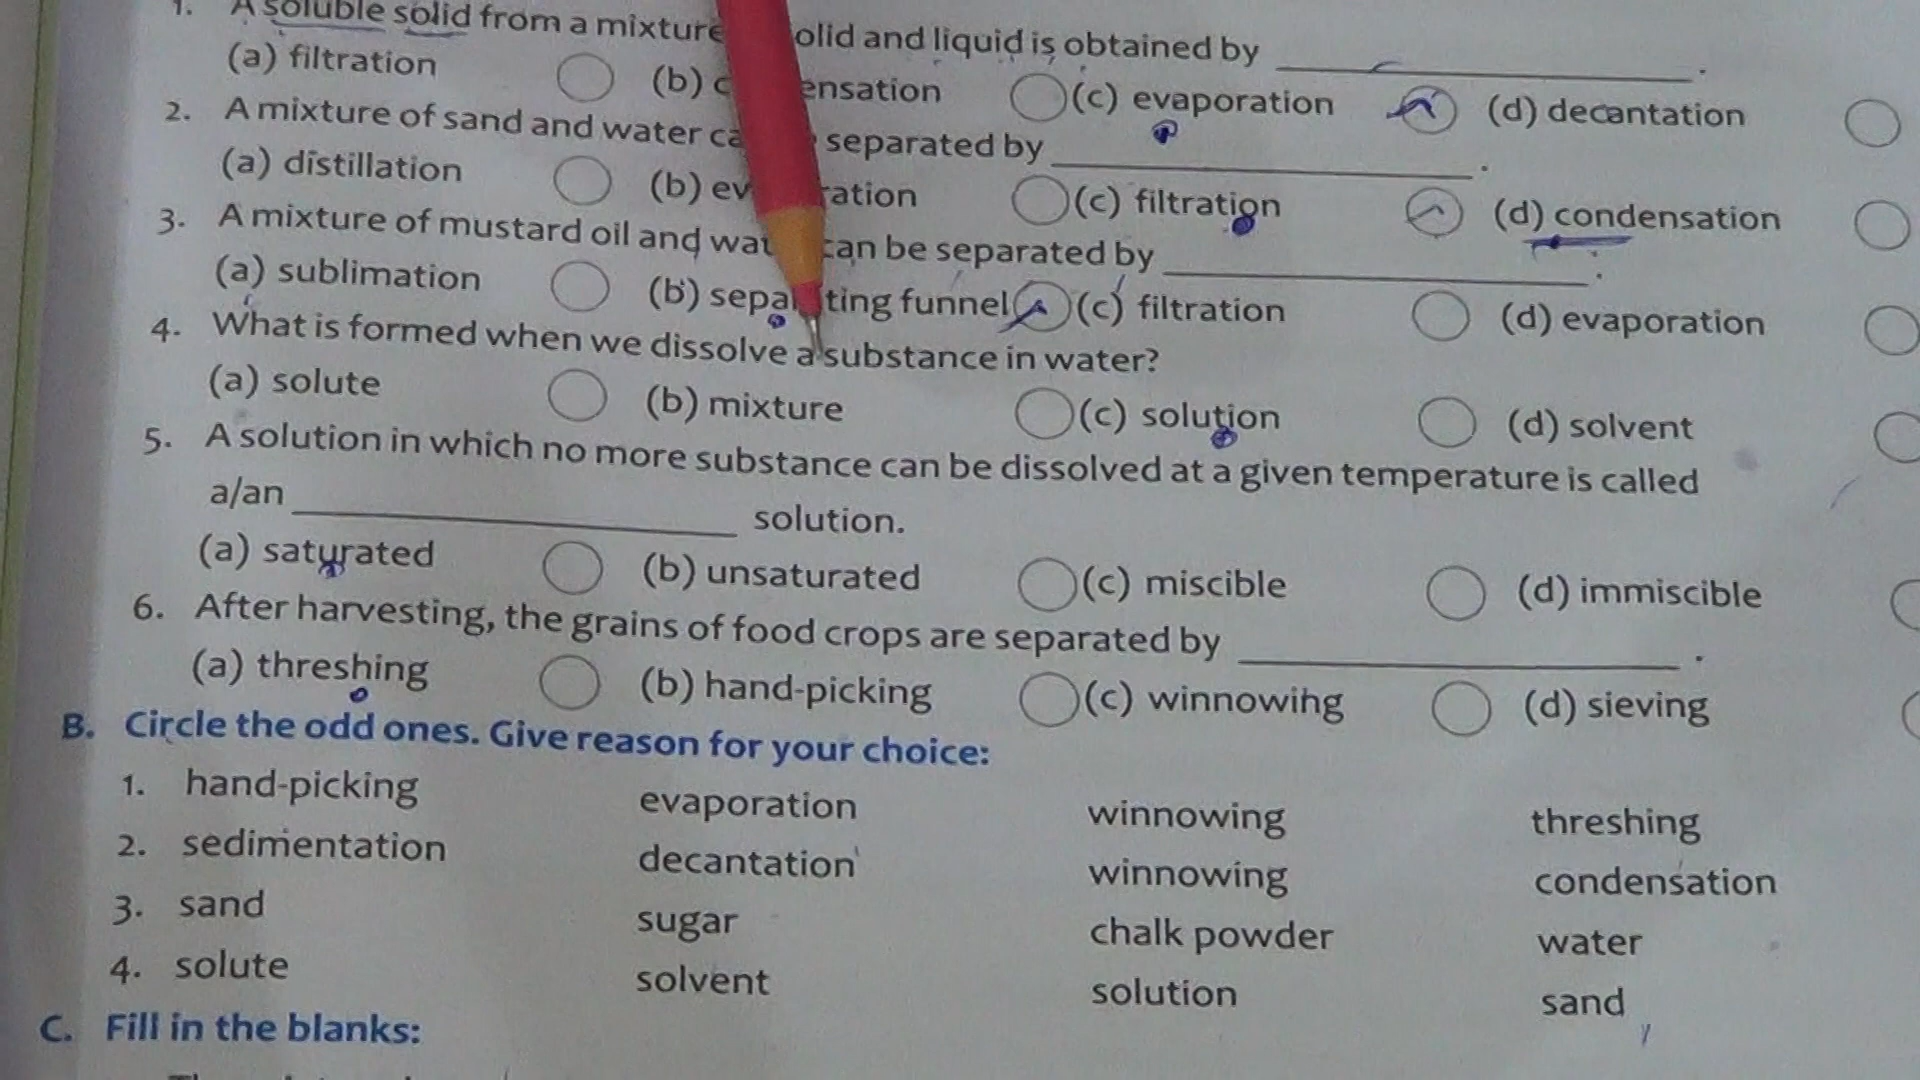 1. A soluble solid from a mixture olid and liquid is obtained by ____________.
(a) filtration (b) c ensation (c) evaporation (d) decantation
2. A mixture of sand and water ca separated by ____________.
(a) distillation (b) ev ration (c) filtration (d) condensation
3. A mixture of mustard oil and wat can be separated by ____________.
(a) sublimation (b) sepa ting funnel (c) filtration (d) evaporation
4. What is formed when we dissolve a substance in water?
(a) solute (b) mixture (c) solution (d) solvent
5. A solution in which no more substance can be dissolved at a given temperature is called
a/an ____________ solution.
(a) saturated (b) unsaturated (c) miscible (d) immiscible
6. After harvesting, the grains of food crops are separated by ____________.
(a) threshing (b) hand-picking (c) winnowing (d) sieving
B. Circle the odd ones. Give reason for your choice:
1. hand-picking evaporation winnowing threshing
2. sedimentation decantation winnowing condensation
3. sand sugar chalk powder water
4. solute solvent solution sand
C. Fill in the blanks: